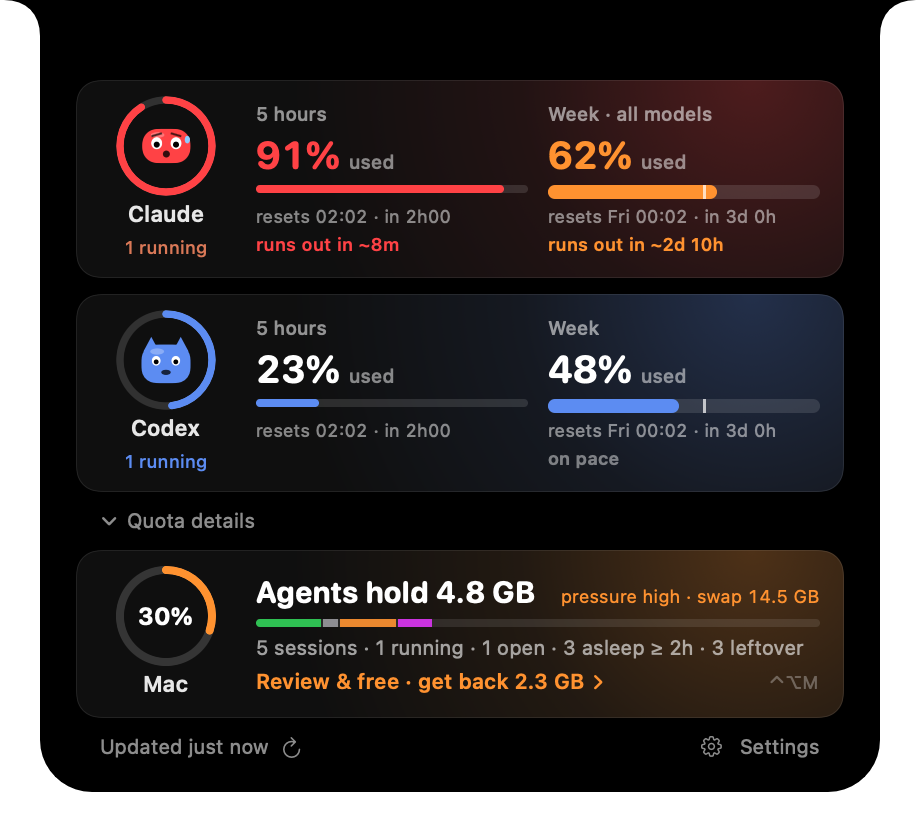 Claude
1 running
5 hours
91% used
resets 02:02 · in 2h00
runs out in ~8m
Week · all models
62% used
resets Fri 00:02 · in 3d 0h
runs out in ~2d 10h
Codex
1 running
5 hours
23% used
resets 02:02 · in 2h00
Week
48% used
resets Fri 00:02 · in 3d 0h
on pace
Quota details
30%
Mac
Agents hold 4.8 GB
pressure high · swap 14.5 GB
5 sessions · 1 running · 1 open · 3 asleep ≥ 2h · 3 leftover
Review & free · get back 2.3 GB >
⌃⌥M
Updated just now
Settings